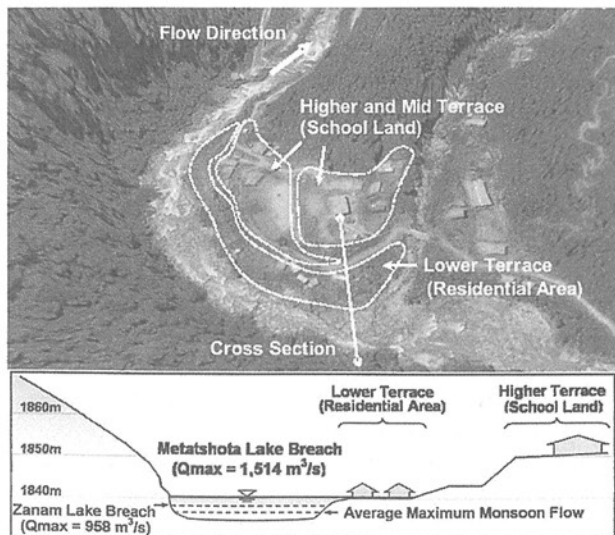 Flow Direction
Higher and Mid Terrace
(School Land)
Lower Terrace
(Residential Area)
Cross Section
Lower Terrace
(Residential Area)
Higher Terrace
(School Land)
1860m
1850m
Metatshota Lake Breach
(Qmax = 1,514 m³/s)
1840m
Zanam Lake Breach
(Qmax = 958 m³/s)
Average Maximum Monsoon Flow